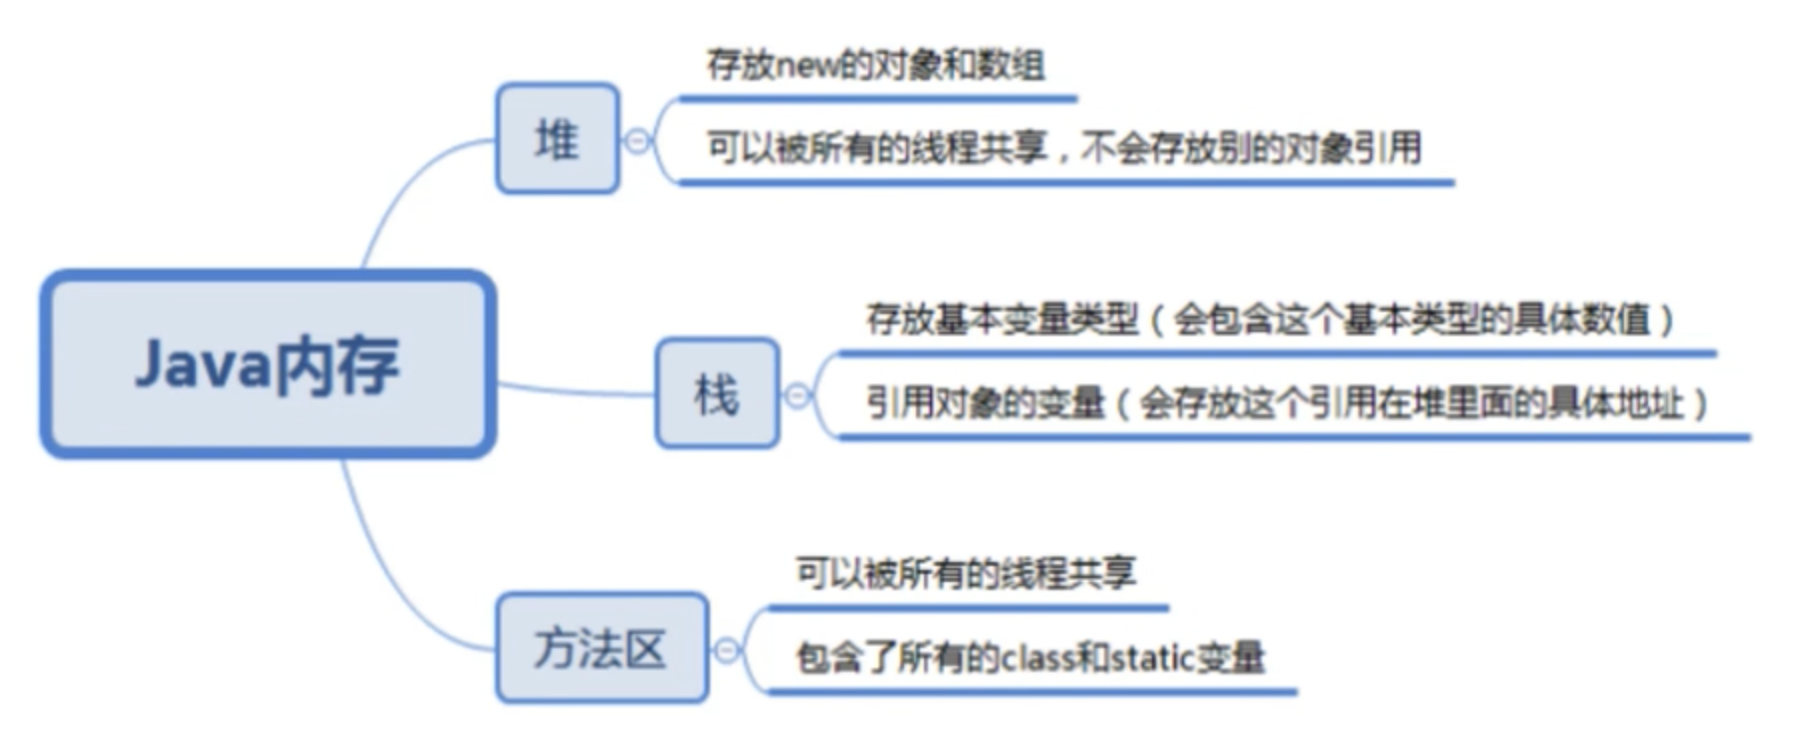 存放new的对象和数组
堆
可以被所有的线程共享，不会存放别的对象引用
存放基本变量类型（会包含这个基本类型的具体数值）
Java内存
栈
引用对象的变量（会存放这个引用在堆里面的具体地址）
可以被所有的线程共享
方法区
包含了所有的class和static变量